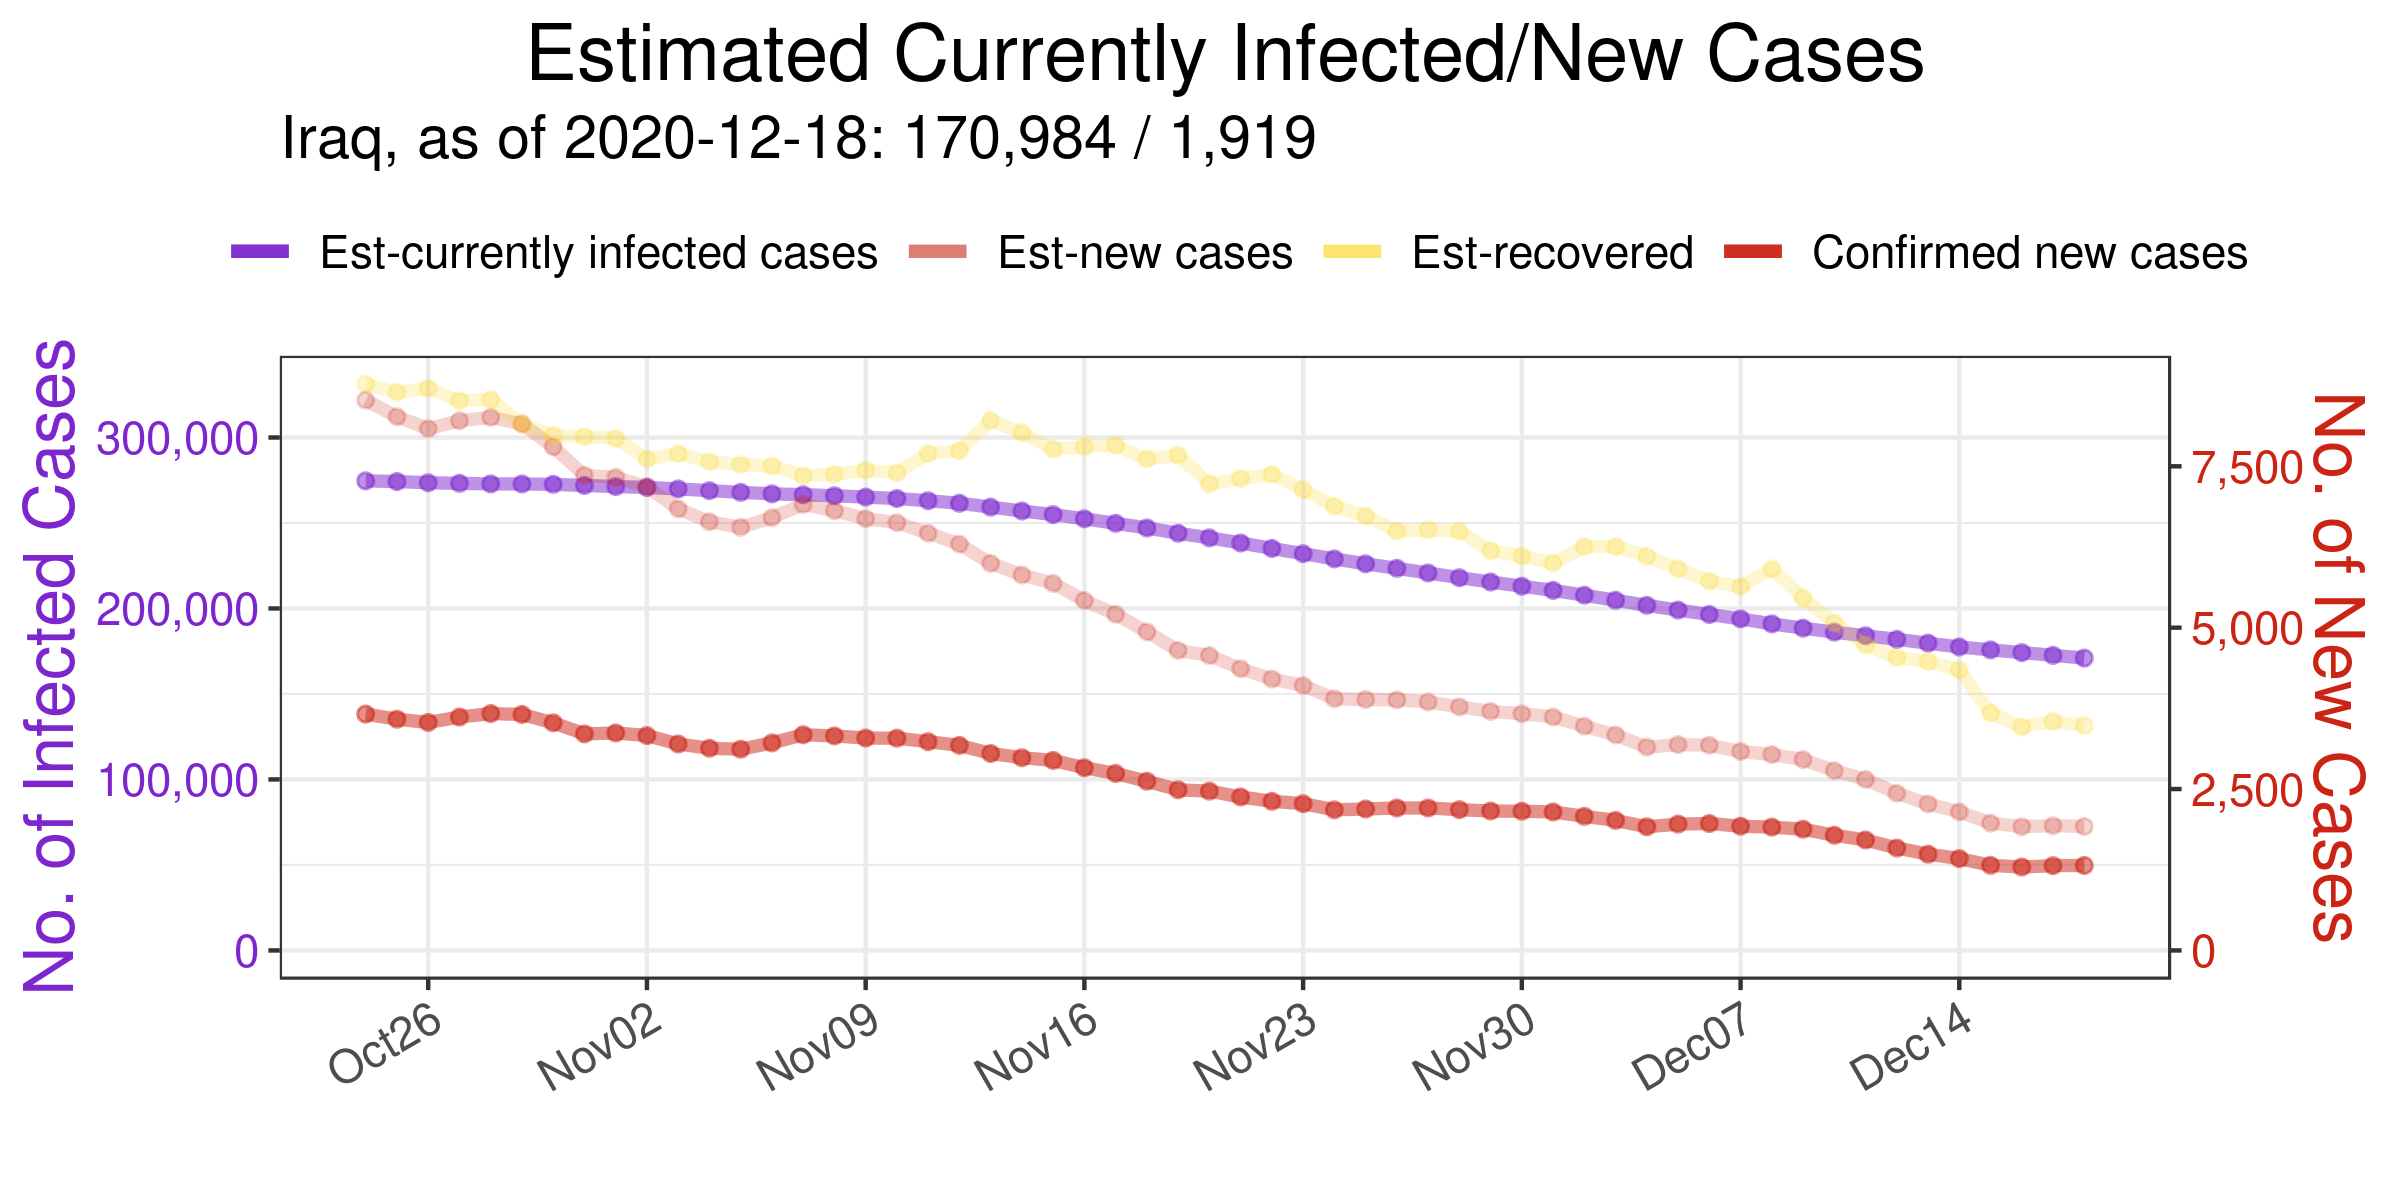 Estimated Currently Infected/New Cases
Iraq, as of 2020-12-18: 170,984 / 1,919
Est-currently infected cases
Est-new cases
Est-recovered
Confirmed new cases
No. of Infected Cases
300,000
200,000
100,000
0
7,500
5,000
2,500
0
No. of New Cases
Oct26
Nov02
Nov09
Nov16
Nov23
Nov30
Dec07
Dec14